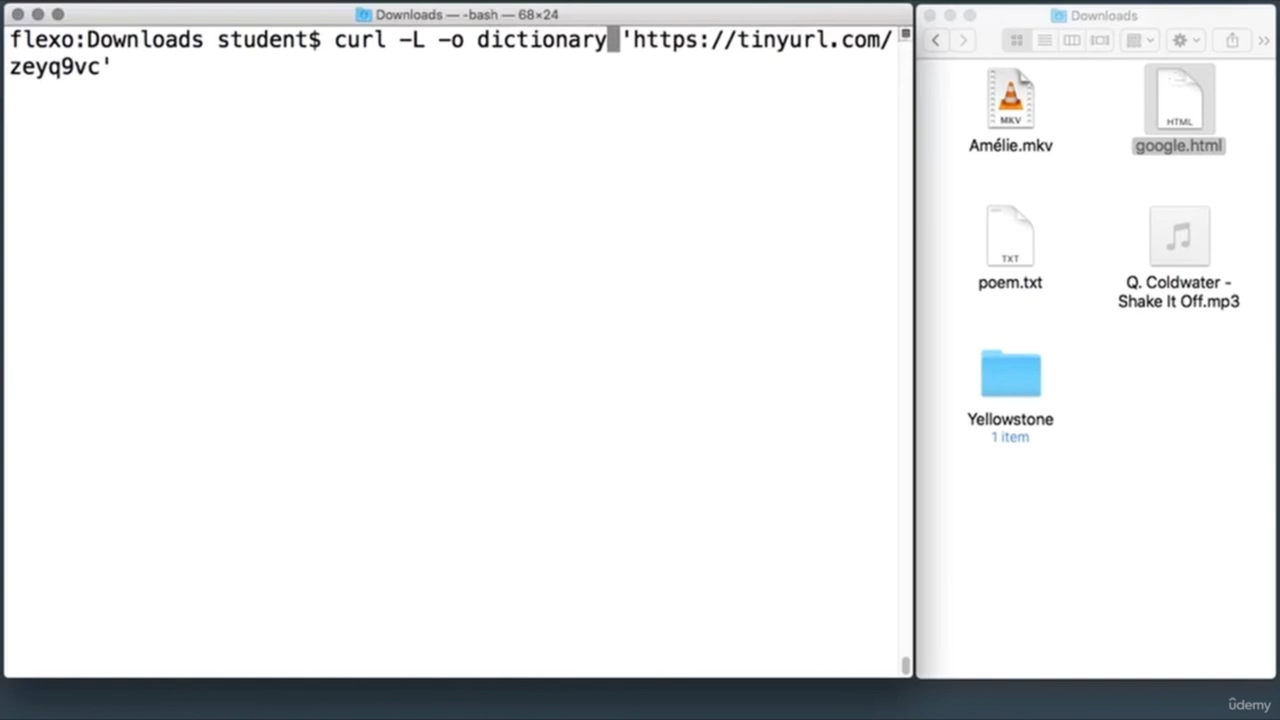 Downloads — -bash — 68×24
flexo:Downloads student$ curl -L -o dictionary 'https://tinyurl.com/
zeyq9vc'
Downloads
MKV
Amélie.mkv
HTML
google.html
TXT
poem.txt
Q. Coldwater -
Shake It Off.mp3
Yellowstone
1 item
ûdemy